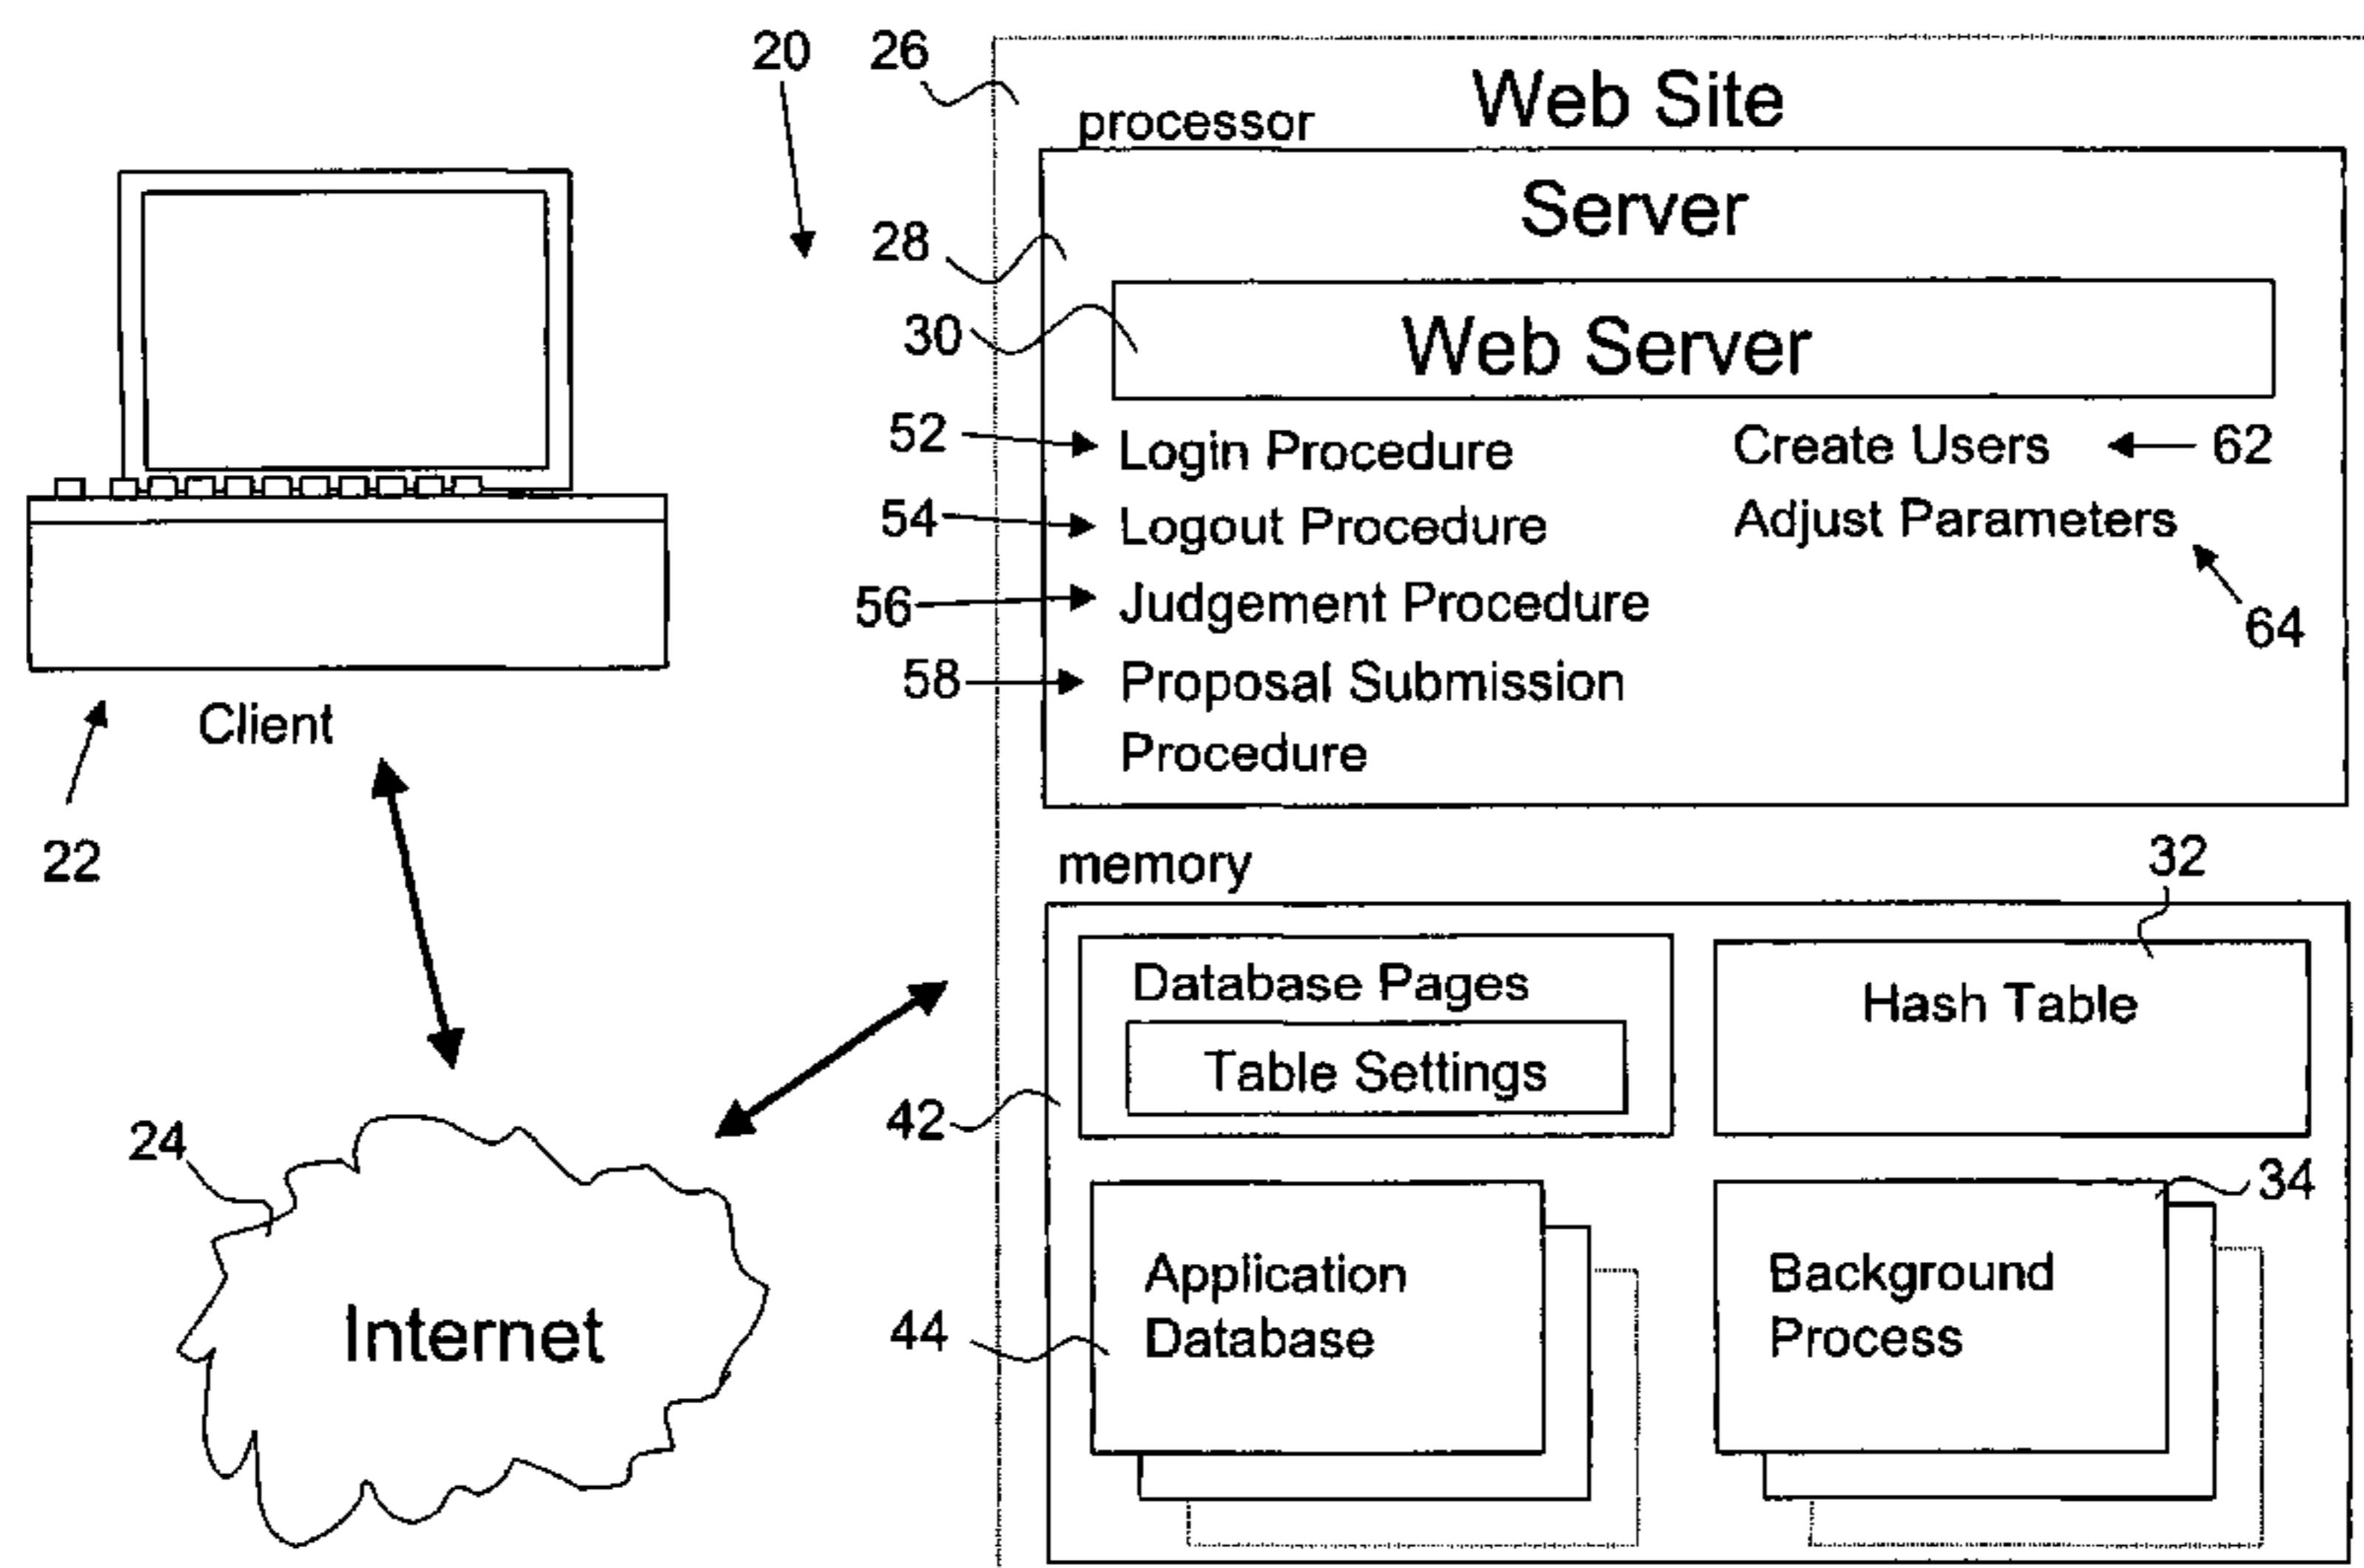 20
26
Web Site
processor
Server
28
30
Web Server
52
Login Procedure
Create Users
62
54
Logout Procedure
Adjust Parameters
56
Judgement Procedure
64
58
Proposal Submission
Procedure
Client
22
memory
32
Database Pages
Hash Table
Table Settings
42
24
34
Application
Database
Background
Process
44
Internet